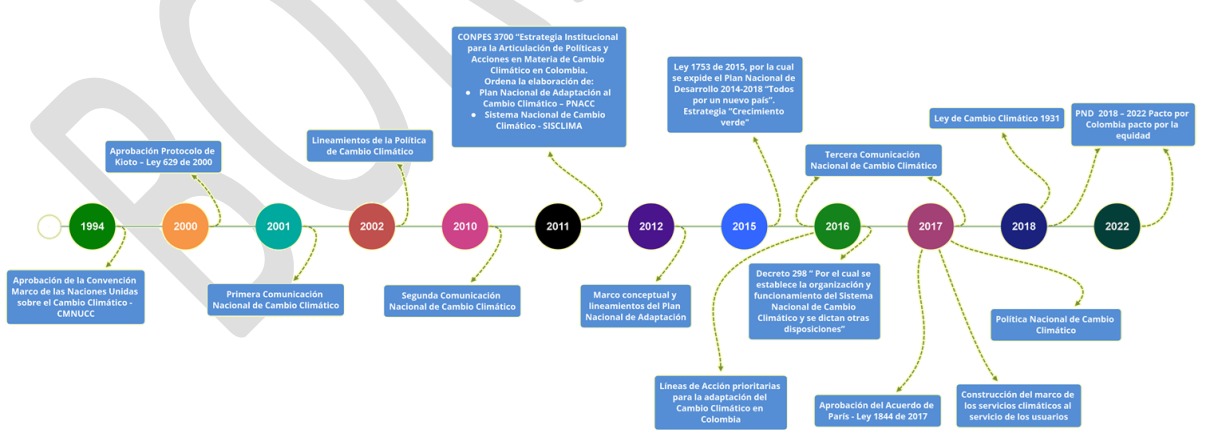 CONPES 3700 “Estrategia Institucional
para la Articulación de Políticas y
Acciones en Materia de Cambio
Climático en Colombia.
Ordena la elaboración de:
● Plan Nacional de Adaptación al
Cambio Climático – PNACC
● Sistema Nacional de Cambio
Climático - SISCLIMA
Ley 1753 de 2015, por la cual
se expide el Plan Nacional de
Desarrollo 2014-2018 “Todos
por un nuevo país”.
Estrategia “Crecimiento
verde”
Ley de Cambio Climático 1931
PND 2018 – 2022 Pacto por
Colombia pacto por la
equidad
Aprobación Protocolo de
Kioto – Ley 629 de 2000
Lineamientos de la Política
de Cambio Climático
Tercera Comunicación
Nacional de Cambio Climático
1994
2000
2001
2002
2010
2011
2012
2015
2016
2017
2018
2022
Aprobación de la Convención
Marco de las Naciones Unidas
sobre el Cambio Climático -
CMNUCC
Primera Comunicación
Nacional de Cambio Climático
Segunda Comunicación
Nacional de Cambio Climático
Marco conceptual y
lineamientos del Plan
Nacional de Adaptación
Decreto 298 “ Por el cual se
establece la organización y
funcionamiento del Sistema
Nacional de Cambio
Climático y se dictan otras
disposiciones”
Política Nacional de Cambio
Climático
Líneas de Acción prioritarias
para la adaptación del
Cambio Climático en
Colombia
Aprobación del Acuerdo de
París - Ley 1844 de 2017
Construcción del marco de
los servicios climáticos al
servicio de los usuarios